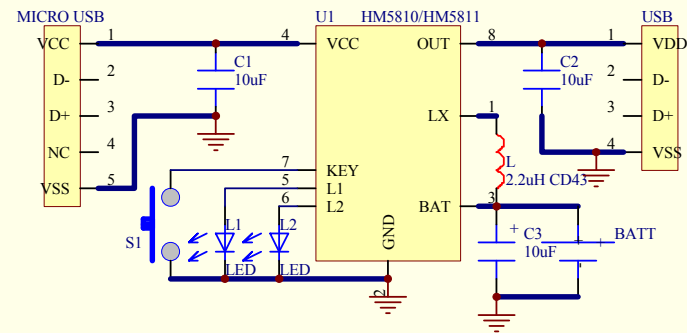 MICRO USB
U1
HM5810/HM5811
USB
1
4
8
1
VCC
VCC
OUT
VDD
C1
10uF
C2
10uF
D-
2
2
D-
D+
3
3
D+
1
LX
NC
4
4
VSS
VSS
5
L
2.2uH CD43
7
KEY
5
L1
6
L2
3
BAT
S1
L1
L2
LED
LED
GND
2
+
C3
10uF
+
+
BATT
-